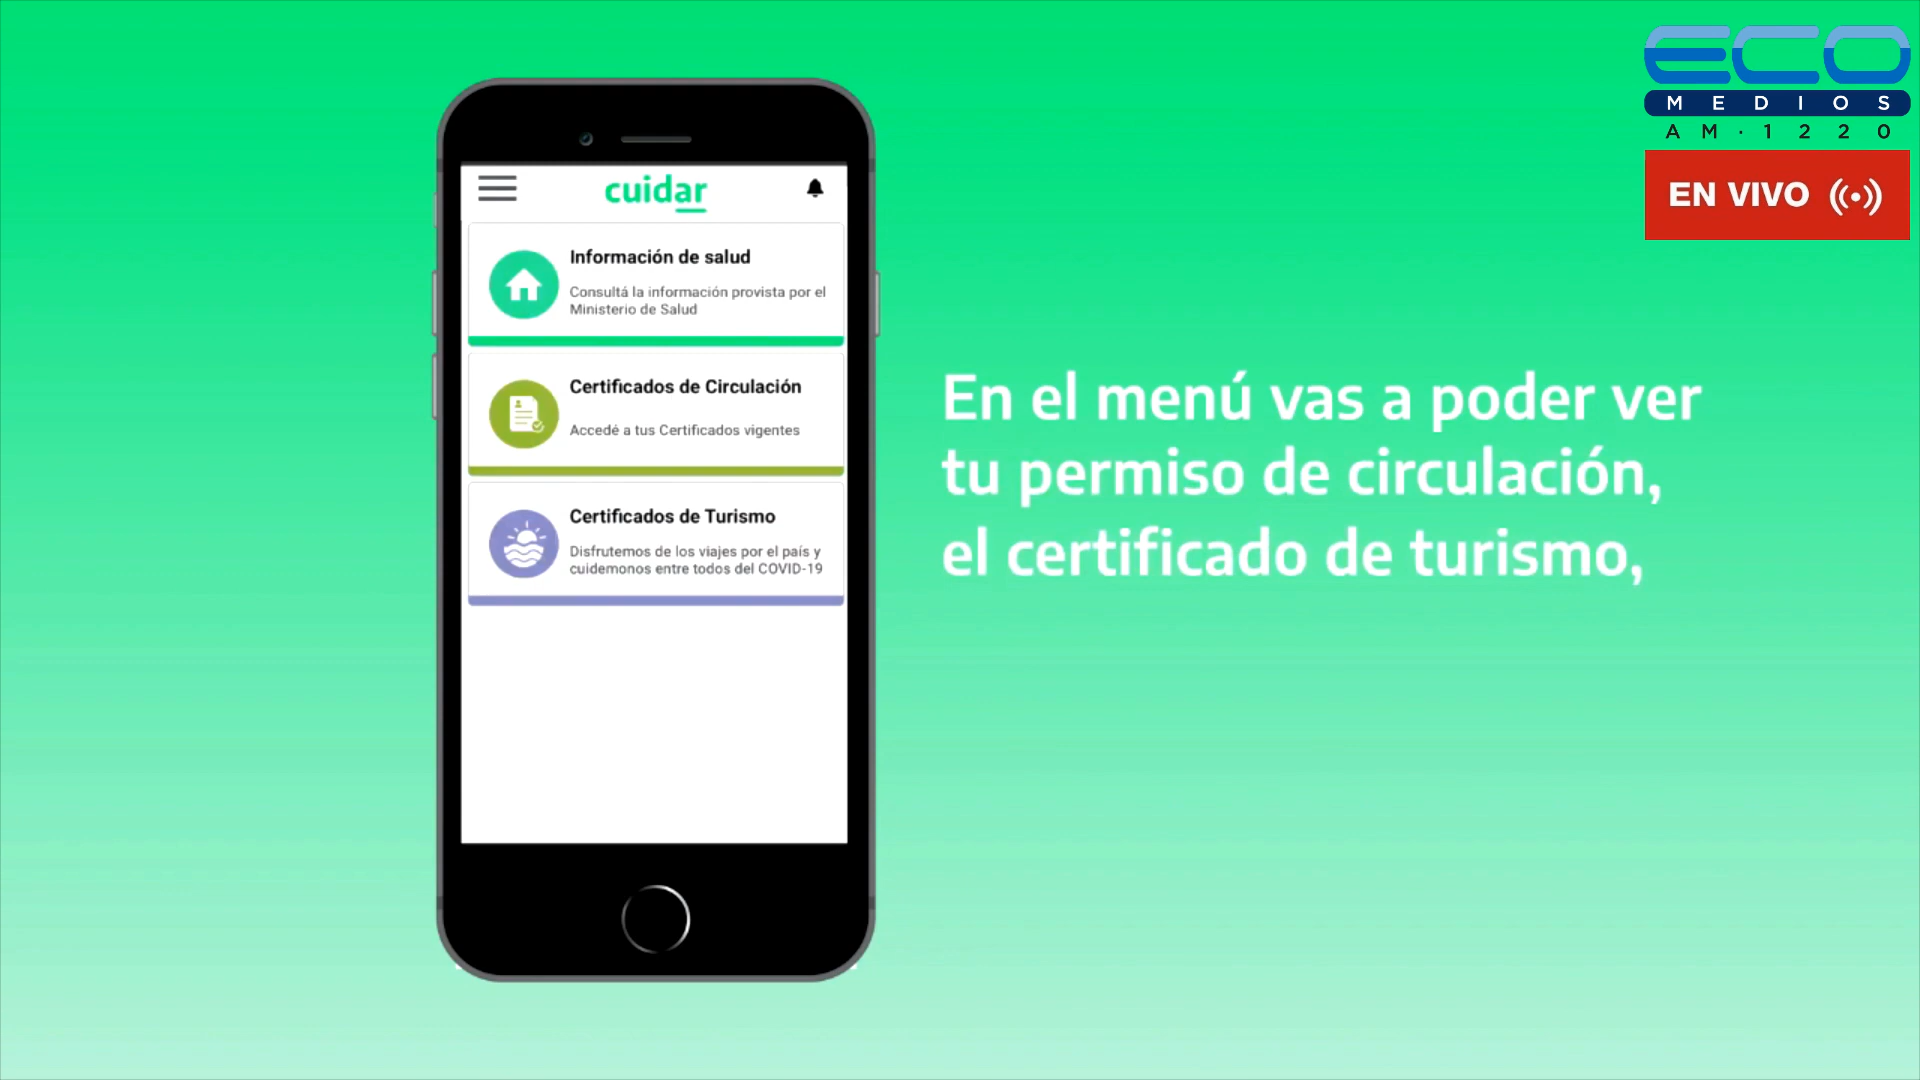 ECO
MEDIOS
AM·1220
EN VIVO
cuidar
Información de salud
Consultá la información provista por el
Ministerio de Salud
Certificados de Circulación
Accedé a tus Certificados vigentes
Certificados de Turismo
Disfrutemos de los viajes por el país y
cuidemonos entre todos del COVID-19
En el menú vas a poder ver
tu permiso de circulación,
el certificado de turismo,